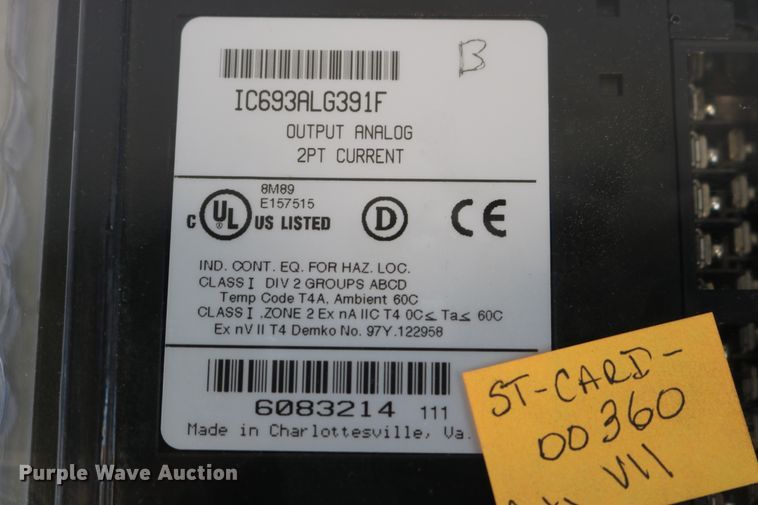 B
IC693ALG391F
OUTPUT ANALOG
2PT CURRENT
8M89
E157515
C UL US LISTED
D
CE
IND. CONT. EQ. FOR HAZ. LOC.
CLASS I DIV 2 GROUPS ABCD
Temp Code T4A, Ambient 60C
CLASS I .ZONE 2 Ex nA IIC T4 0C≤ Ta≤ 60C
Ex nV II T4 Demko No. 97Y.122958
6083214 111
Made in Charlottesville, Va.
ST-CARD-
00360
VII
Purple Wave Auction